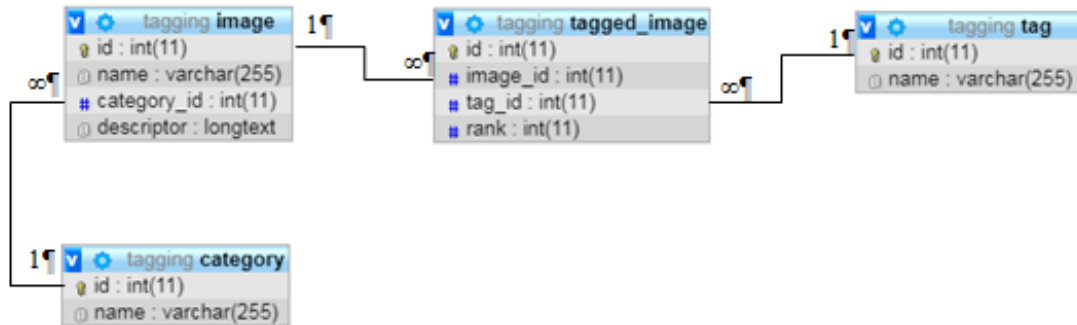 tagging image
id : int(11)
name : varchar(255)
category_id : int(11)
descriptor : longtext
1¶
∞¶
tagging tagged_image
id : int(11)
image_id : int(11)
tag_id : int(11)
rank : int(11)
∞¶
∞¶
1¶
tagging tag
id : int(11)
name : varchar(255)
1¶
tagging category
id : int(11)
name : varchar(255)